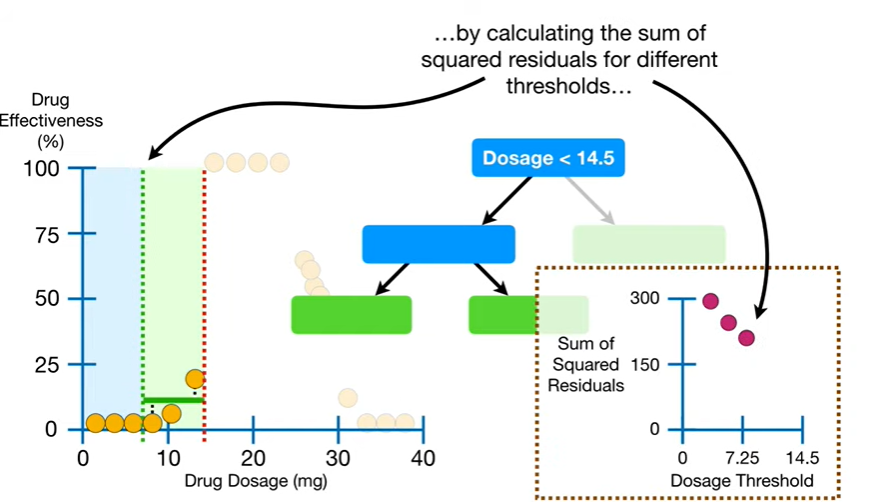 …by calculating the sum of
squared residuals for different
thresholds…
Drug
Effectiveness
(%)
100
75
50
25
0
0
10
20
30
40
Drug Dosage (mg)
Dosage < 14.5
Sum of
Squared
Residuals
300
150
0
0
7.25
14.5
Dosage Threshold